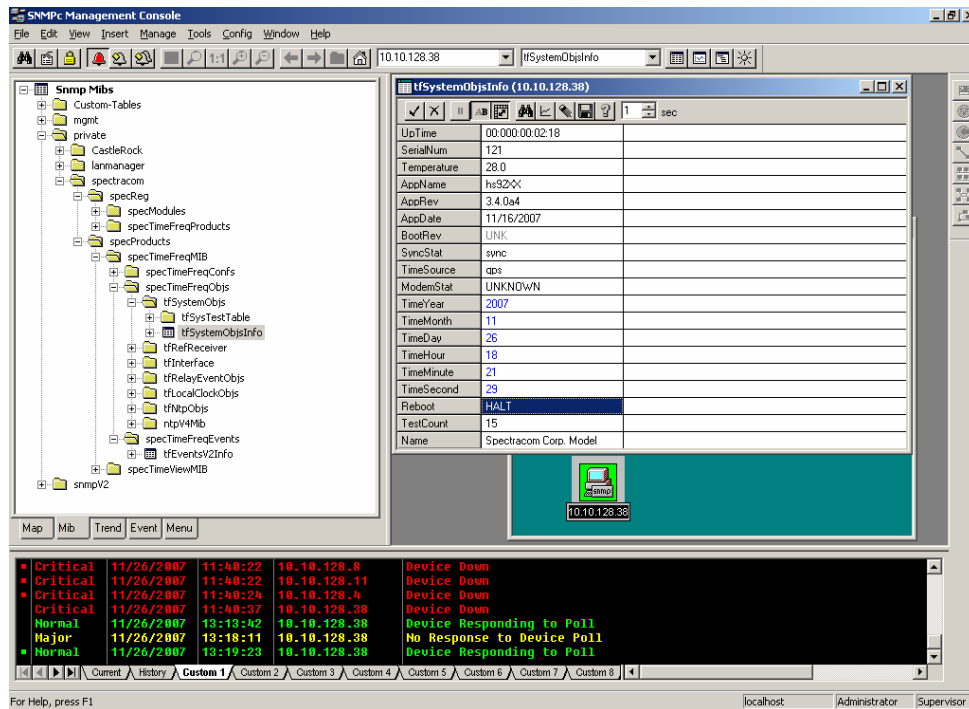 SNMPc Management Console
File Edit View Insert Manage Tools Config Window Help
1:1 10.10.128.38 tfSystemObjsInfo
Snmp Mibs
Custom-Tables
mgmt
private
CastleRock
lanmanager
spectracom
specReg
specModules
specTimeFreqProducts
specProducts
specTimeFreqMIB
specTimeFreqConfs
specTimeFreqObjs
tfSystemObjs
tfSysTestTable
tfSystemObjsInfo
tfRefReceiver
tfInterface
tfRelayEventObjs
tfLocalClockObjs
tfNtpObjs
ntpV4Mib
specTimeFreqEvents
tfEventsV2Info
specTimeViewMIB
snmpV2
Map Mib Trend Event Menu
tfSystemObjsInfo (10.10.128.38)
AB 1 sec
UpTime 00:000:00:02:18
SerialNum 121
Temperature 28.0
AppName hs92XX
AppRev 3.4.0a4
AppDate 11/16/2007
BootRev UNK
SyncStat sync
TimeSource gps
ModemStat UNKNOWN
TimeYear 2007
TimeMonth 11
TimeDay 26
TimeHour 18
TimeMinute 21
TimeSecond 29
Reboot HALT
TestCount 15
Name Spectracom Corp. Model
snmp
10.10.128.38
Critical 11/26/2007 11:40:22 10.10.128.8 Device Down
Critical 11/26/2007 11:40:22 10.10.128.11 Device Down
Critical 11/26/2007 11:40:24 10.10.128.4 Device Down
Critical 11/26/2007 11:40:37 10.10.128.38 Device Down
Normal 11/26/2007 13:13:42 10.10.128.38 Device Responding to Poll
Major 11/26/2007 13:18:11 10.10.128.38 No Response to Device Poll
Normal 11/26/2007 13:19:23 10.10.128.38 Device Responding to Poll
Current History Custom 1 Custom 2 Custom 3 Custom 4 Custom 5 Custom 6 Custom 7 Custom 8
For Help, press F1 localhost Administrator Supervisor